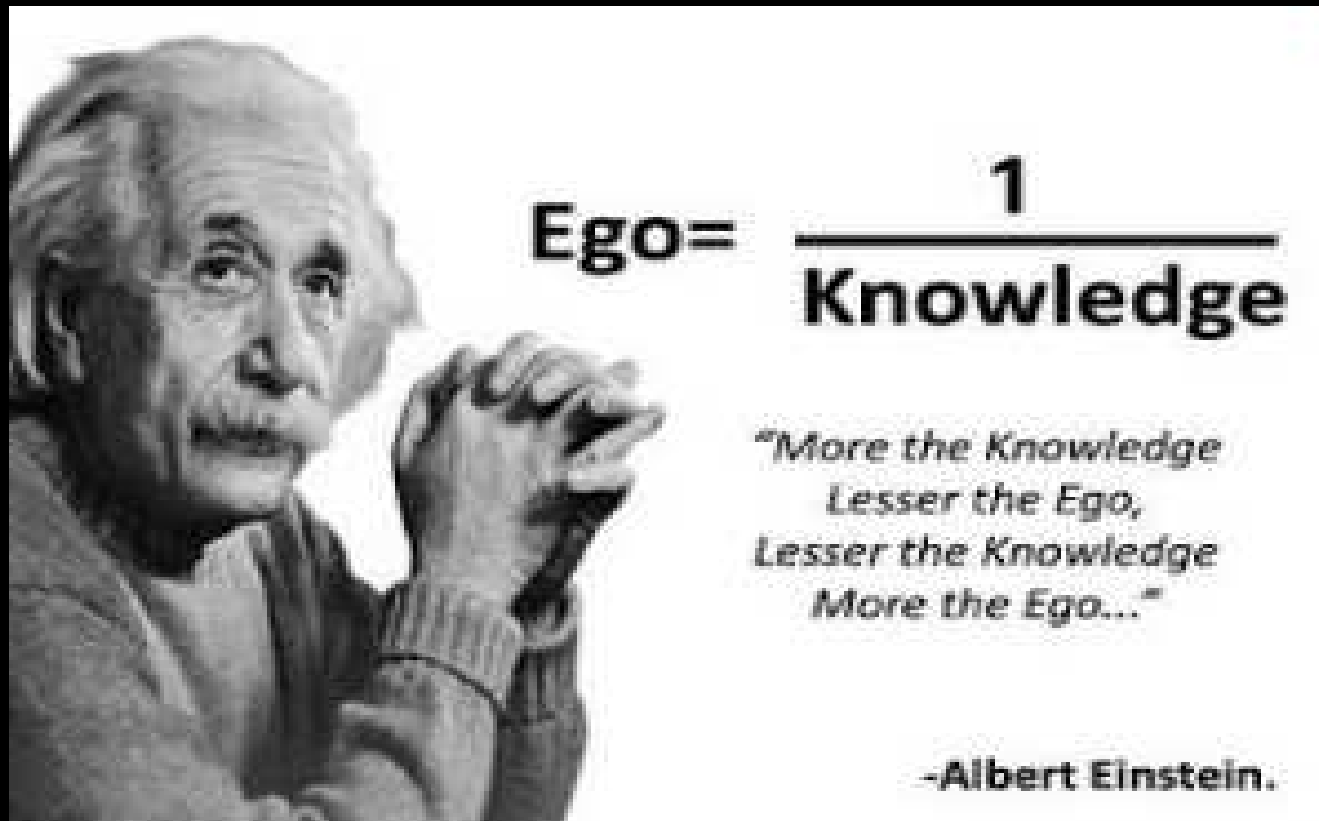 1
Ego=
Knowledge
"More the Knowledge
Lesser the Ego,
Lesser the Knowledge
More the Ego..."
-Albert Einstein.